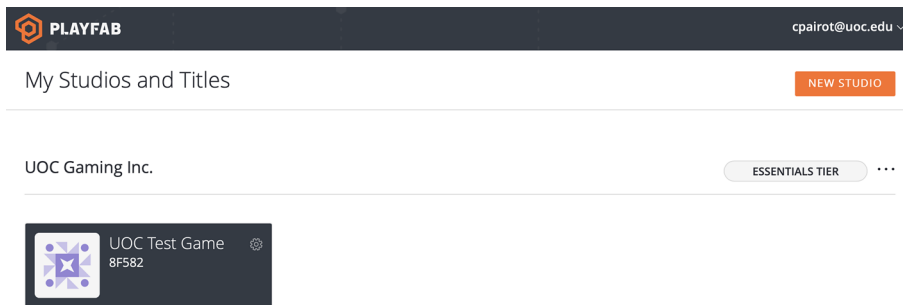 PLAYFAB
cpairot@uoc.edu
My Studios and Titles
NEW STUDIO
UOC Gaming Inc.
ESSENTIALS TIER
UOC Test Game
8F582